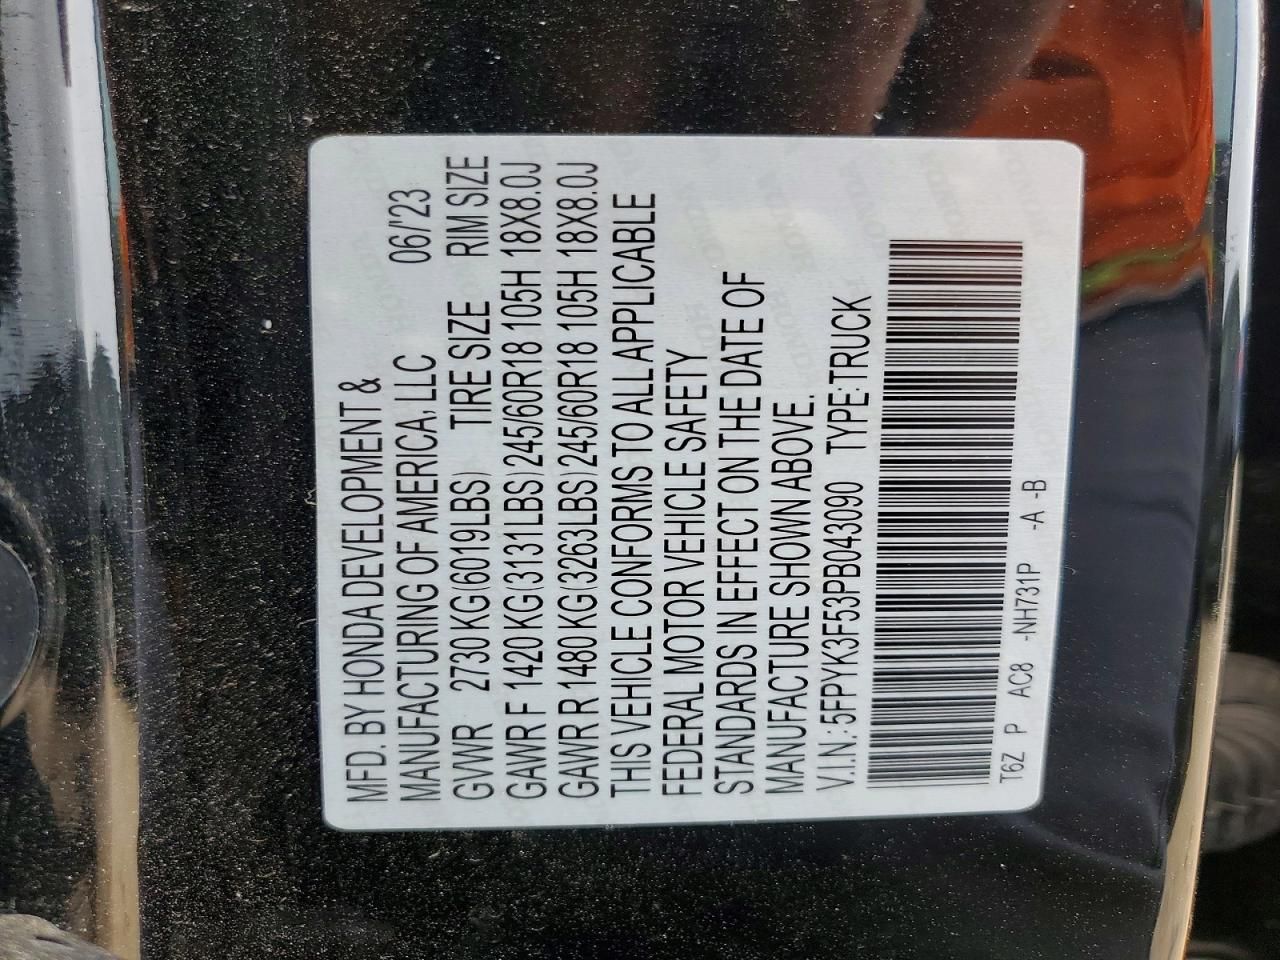 MFD. BY HONDA DEVELOPMENT &
MANUFACTURING OF AMERICA, LLC 06/'23
GVWR 2730 KG (6019LBS) TIRE SIZE RIM SIZE
GAWR F 1420 KG (3131LBS) 245/60R18 105H 18X8.0J
GAWR R 1480 KG (3263LBS) 245/60R18 105H 18X8.0J
THIS VEHICLE CONFORMS TO ALL APPLICABLE
FEDERAL MOTOR VEHICLE SAFETY
STANDARDS IN EFFECT ON THE DATE OF
MANUFACTURE SHOWN ABOVE.
V.I.N.:5FPYK3F53PB043090 TYPE:TRUCK
T6Z P AC8 -NH731P -A -B